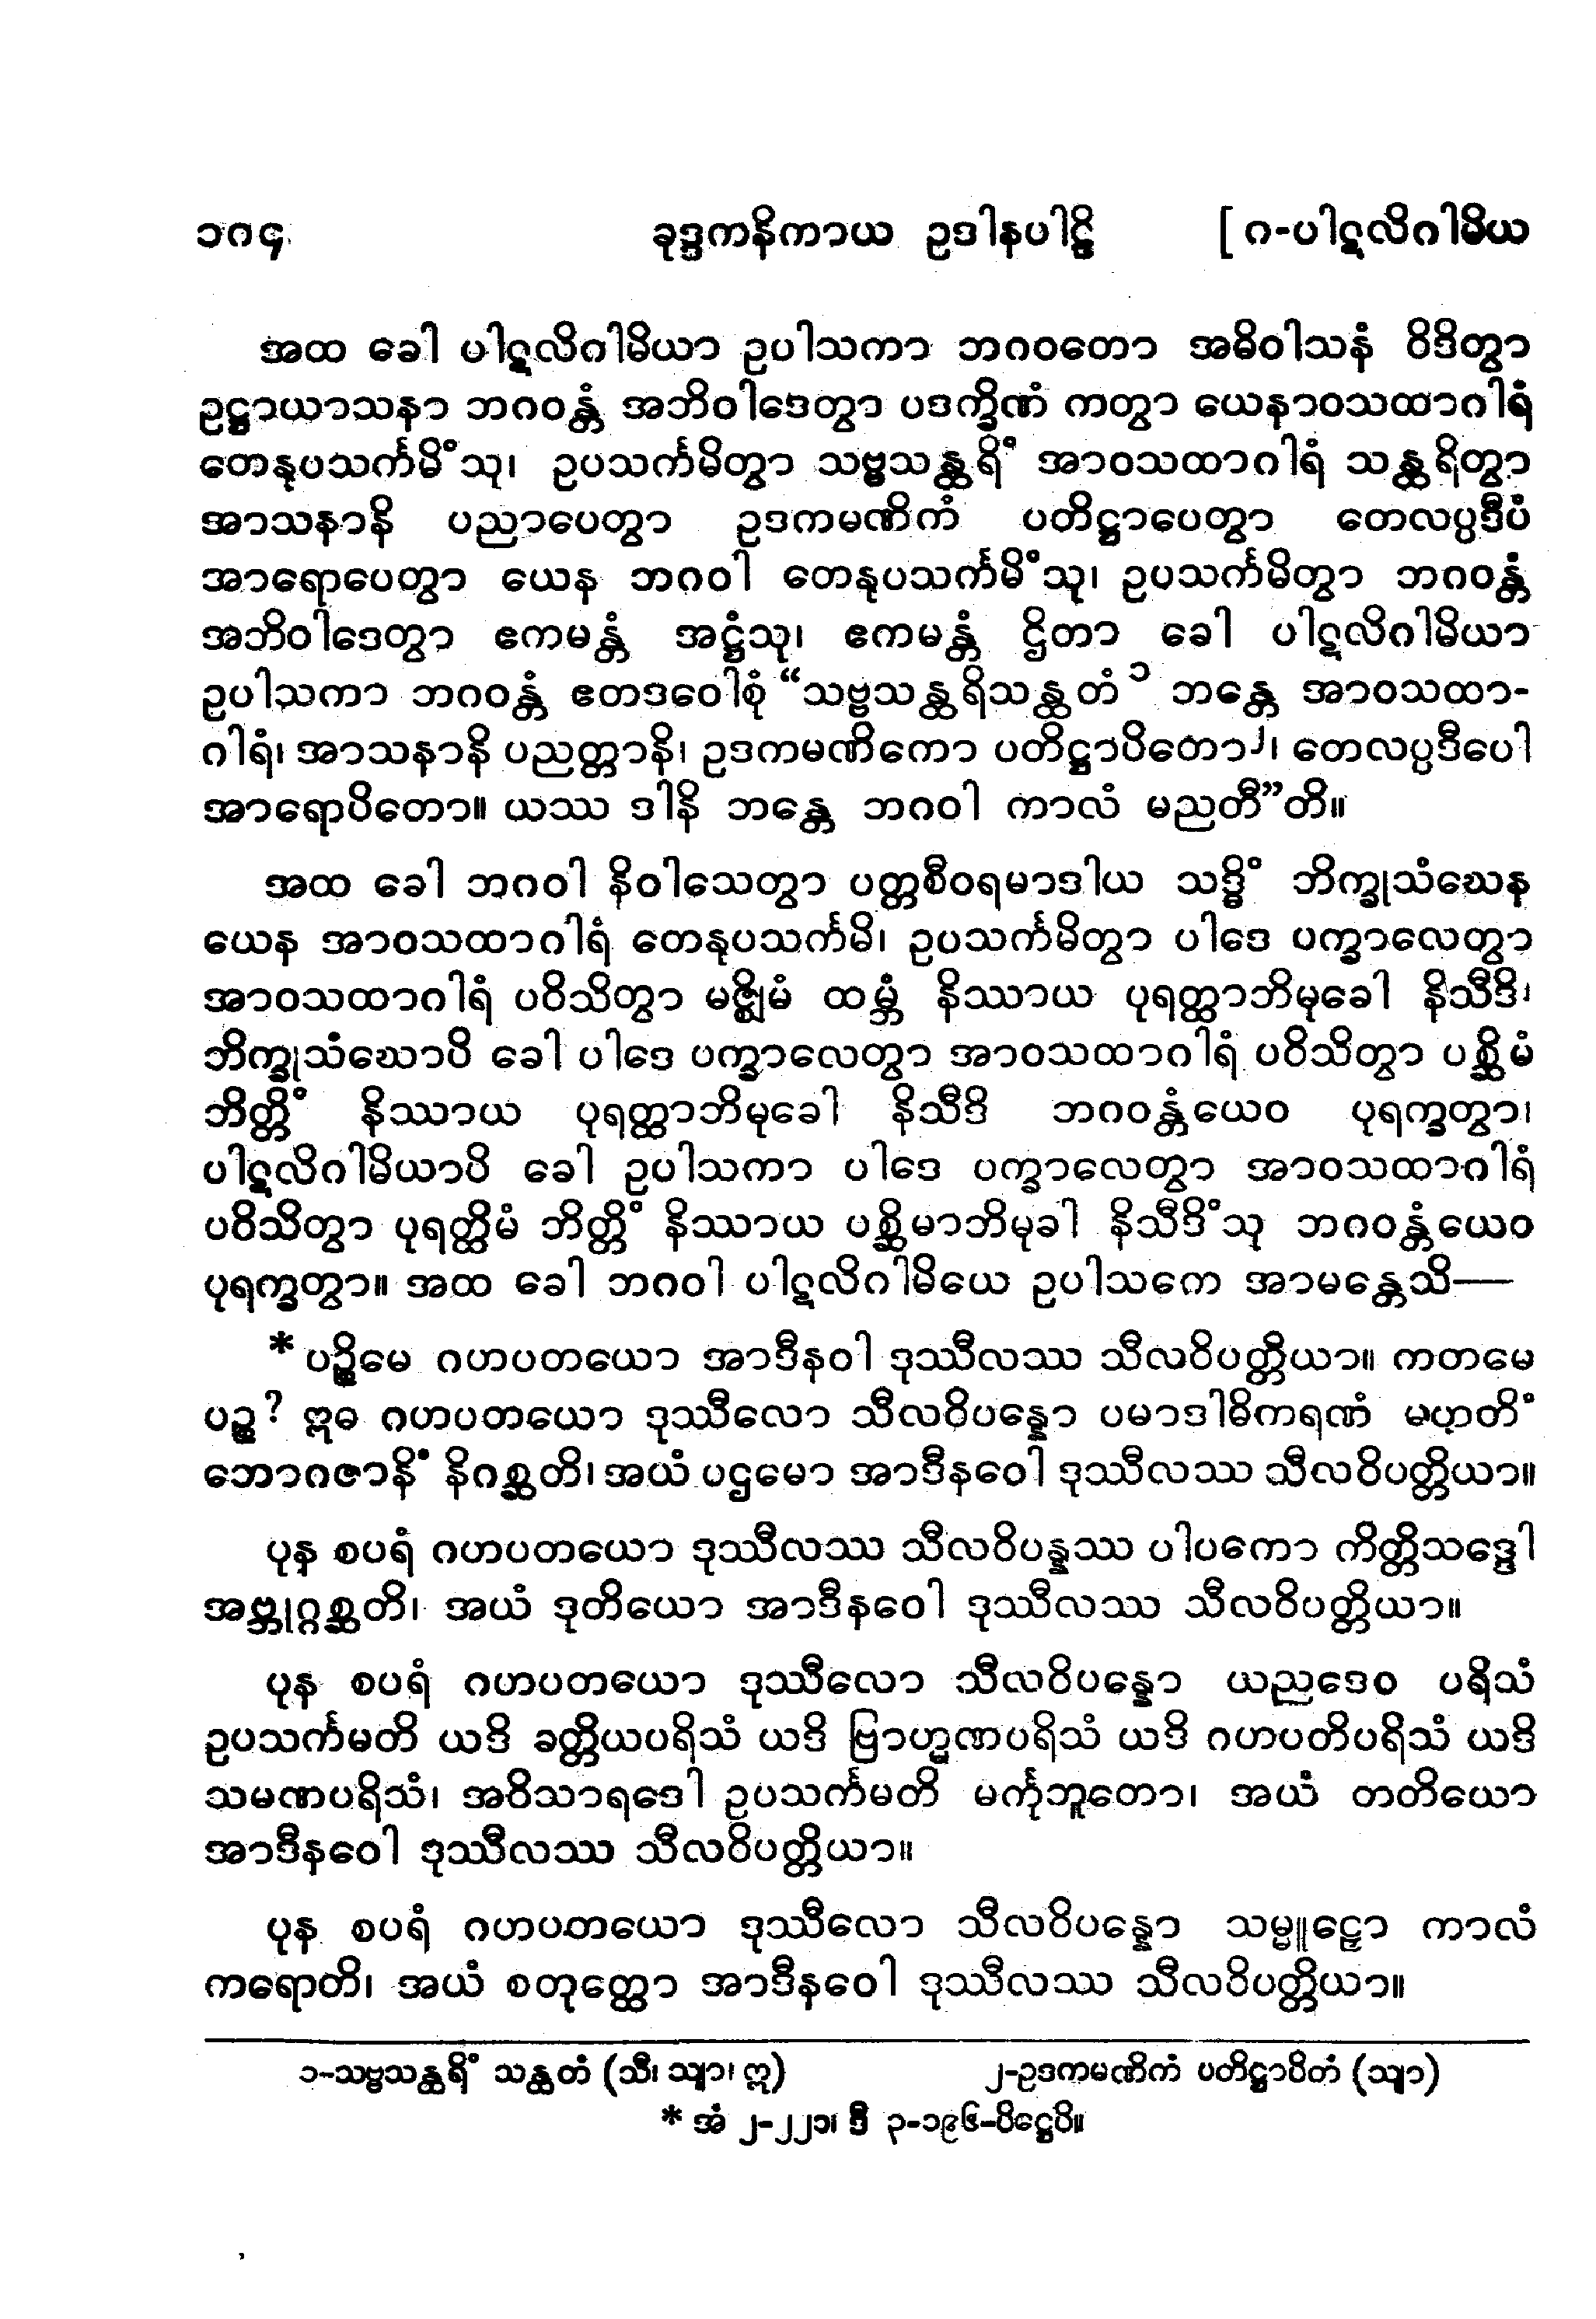 ၁၈၄ ခုဒ္ဒကနိကာယ ဥဒါနပါဠိ [ ၈-ပါဋလိဂါမိယ
အထ ခေါ ပါဋလိဂါမိယာ ဥပါသကာ ဘဂဝတော အဓိဝါသနံ ဝိဒိတွာ
ဥဋ္ဌာယာသနာ ဘဂဝန္တံ အဘိဝါဒေတွာ ပဒက္ခိဏံ ကတွာ ယေနာဝသထာဂါရံ
တေနုပသင်္ကမိံသု၊ ဥပသင်္ကမိတွာ သဗ္ဗသန္ထရိံ အာဝသထာဂါရံ သန္ထရိတွာ
အာသနာနိ ပညာပေတွာ ဥဒကမဏိကံ ပတိဋ္ဌာပေတွာ တေလပ္ပဒီပံ
အာရောပေတွာ ယေန ဘဂဝါ တေနုပသင်္ကမိံသု၊ ဥပသင်္ကမိတွာ ဘဂဝန္တံ
အဘိဝါဒေတွာ ဧကမန္တံ အဋ္ဌံသု၊ ဧကမန္တံ ဌိတာ ခေါ ပါဋလိဂါမိယာ
ဥပါသကာ ဘဂဝန္တံ ဧတဒဝေါစုံ “သဗ္ဗသန္ထရိသန္ထတံ၁ ဘန္တေ အာဝသထာ-
ဂါရံ၊ အာသနာနိ ပညတ္တာနိ၊ ဥဒကမဏိကော ပတိဋ္ဌာပိတော၂၊ တေလပ္ပဒီပေါ
အာရောပိတော။ ယဿ ဒါနိ ဘန္တေ ဘဂဝါ ကာလံ မညတီ”တိ။
အထ ခေါ ဘဂဝါ နိဝါသေတွာ ပတ္တစီဝရမာဒါယ သဒ္ဓိံ ဘိက္ခုသံဃေန
ယေန အာဝသထာဂါရံ တေနုပသင်္ကမိ၊ ဥပသင်္ကမိတွာ ပါဒေ ပက္ခာလေတွာ
အာဝသထာဂါရံ ပဝိသိတွာ မဇ္ဈိမံ ထမ္ဘံ နိဿာယ ပုရတ္ထာဘိမုခေါ နိသီဒိ၊
ဘိက္ခုသံဃောပိ ခေါ ပါဒေ ပက္ခာလေတွာ အာဝသထာဂါရံ ပဝိသိတွာ ပစ္ဆိမံ
ဘိတ္တိံ နိဿာယ ပုရတ္ထာဘိမုခေါ နိသီဒိ ဘဂဝန္တံယေဝ ပုရက္ခတွာ၊
ပါဋလိဂါမိယာပိ ခေါ ဥပါသကာ ပါဒေ ပက္ခာလေတွာ အာဝသထာဂါရံ
ပဝိသိတွာ ပုရတ္ထိမံ ဘိတ္တိံ နိဿာယ ပစ္ဆိမာဘိမုခါ နိသီဒိံသု ဘဂဝန္တံယေဝ
ပုရက္ခတွာ။ အထ ခေါ ဘဂဝါ ပါဋလိဂါမိယေ ဥပါသကေ အာမန္တေသိ—
* ပဉ္စိမေ ဂဟပတယော အာဒီနဝါ ဒုဿီလဿ သီလဝိပတ္တိယာ။ ကတမေ
ပဉ္စ? ဣဓ ဂဟပတယော ဒုဿီလော သီလဝိပန္နော ပမာဒါဓိကရဏံ မဟတိံ
ဘောဂဇာနိံ နိဂစ္ဆတိ၊ အယံ ပဌမော အာဒီနဝေါ ဒုဿီလဿ သီလဝိပတ္တိယာ။
ပုန စပရံ ဂဟပတယော ဒုဿီလဿ သီလဝိပန္နဿ ပါပကော ကိတ္တိသဒ္ဒေါ
အဗ္ဘုဂ္ဂစ္ဆတိ၊ အယံ ဒုတိယော အာဒီနဝေါ ဒုဿီလဿ သီလဝိပတ္တိယာ။
ပုန စပရံ ဂဟပတယော ဒုဿီလော သီလဝိပန္နော ယညဒေဝ ပရိသံ
ဥပသင်္ကမတိ ယဒိ ခတ္တိယပရိသံ ယဒိ ဗြာဟ္မဏပရိသံ ယဒိ ဂဟပတိပရိသံ ယဒိ
သမဏပရိသံ၊ အဝိသာရဒေါ ဥပသင်္ကမတိ မင်္ကုဘူတော၊ အယံ တတိယော
အာဒီနဝေါ ဒုဿီလဿ သီလဝိပတ္တိယာ။
ပုန စပရံ ဂဟပတယော ဒုဿီလော သီလဝိပန္နော သမ္မူဠှော ကာလံ
ကရောတိ၊ အယံ စတုတ္ထော အာဒီနဝေါ ဒုဿီလဿ သီလဝိပတ္တိယာ။
၁-သဗ္ဗသန္ထရိံ သန္ထတံ (သီ၊ သျာ၊ ဣ) ၂-ဥဒကမဏိကံ ပတိဋ္ဌာပိတံ (သျာ)
* အံ ၂-၂၂၁၊ ဒီ ၃-၁၉၆-ပိဋ္ဌေပိ။